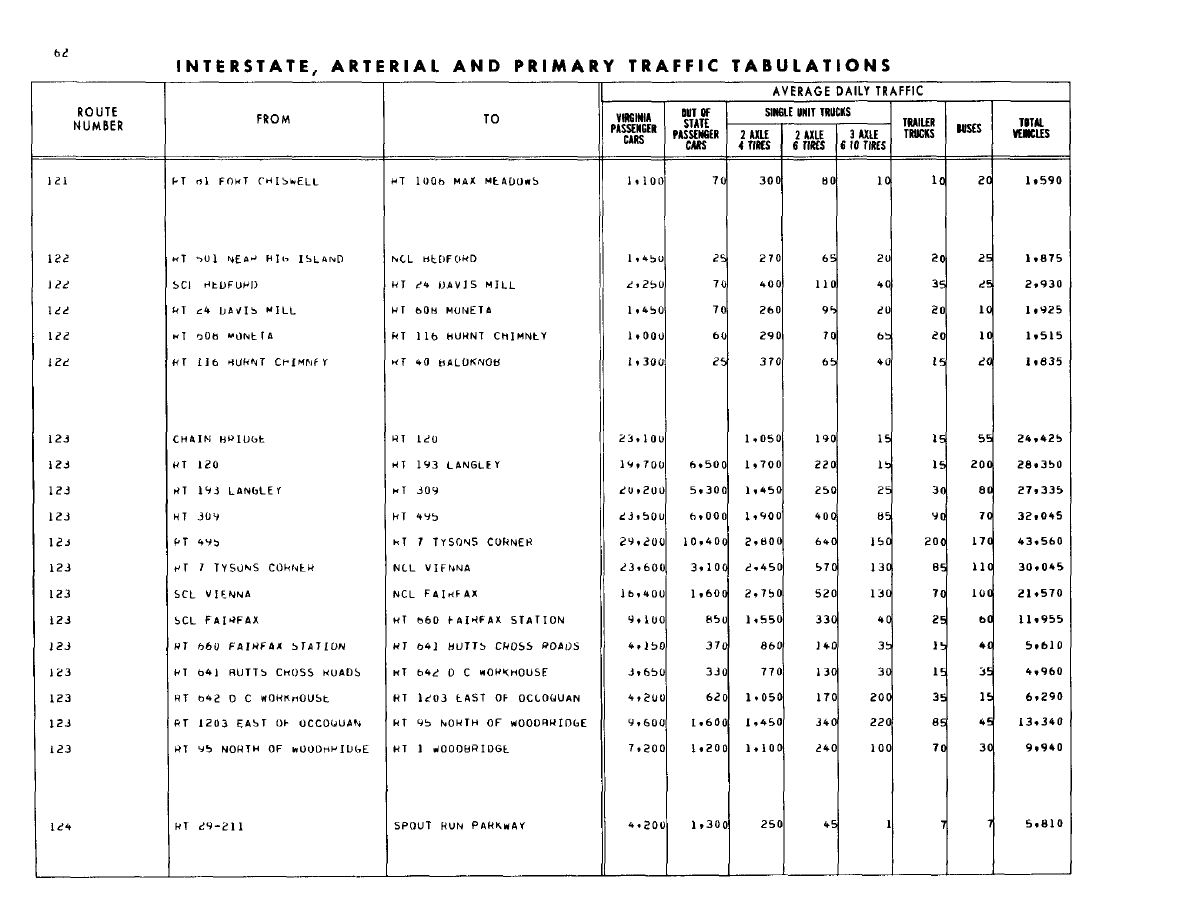 62
INTERSTATE, ARTERIAL AND PRIMARY TRAFFIC TABULATIONS
ROUTE NUMBER FROM TO AVERAGE DAILY TRAFFIC
VIRGINIA PASSENGER CARS OUT OF STATE PASSENGER CARS SINGLE UNIT TRUCKS 2 AXLE 4 TIRES 2 AXLE 6 TIRES 3 AXLE 6 TO TIRES TRAILER TRUCKS BUSES TOTAL VEHICLES
121 RT 81 FORT CHISWELL RT 1006 MAX MEADOWS 1,100 70 300 80 10 10 20 1,590
122 RT 501 NEAR BIG ISLAND NCL BEDFORD 1,450 25 270 65 20 20 25 1,875
122 SCL BEDFORD RT 24 DAVIS MILL 2,250 70 400 110 40 35 25 2,930
122 RT 24 DAVIS MILL RT 608 MONETA 1,450 70 260 95 20 20 10 1,925
122 RT 608 MONETA RT 116 BURNT CHIMNEY 1,000 60 290 70 65 20 10 1,515
122 RT 116 BURNT CHIMNEY RT 40 BALDKNOB 1,300 25 370 65 40 15 20 1,835
123 CHAIN BRIDGE RT 120 23,100 1,050 190 15 15 55 24,425
123 RT 120 RT 193 LANGLEY 19,700 6,500 1,700 220 15 15 200 28,350
123 RT 193 LANGLEY RT 309 20,200 5,300 1,450 250 25 30 80 27,335
123 RT 309 RT 495 23,500 6,000 1,900 400 85 90 70 32,045
123 RT 495 RT 7 TYSONS CORNER 29,200 10,400 2,800 640 150 200 170 43,560
123 RT 7 TYSONS CORNER NCL VIENNA 23,600 3,100 2,450 570 130 85 110 30,045
123 SCL VIENNA NCL FAIRFAX 16,400 1,600 2,750 520 130 70 100 21,570
123 SCL FAIRFAX RT 660 FAIRFAX STATION 9,100 850 1,550 330 40 25 60 11,955
123 RT 660 FAIRFAX STATION RT 641 BUTTS CROSS ROADS 4,150 370 860 140 35 15 40 5,610
123 RT 641 BUTTS CROSS ROADS RT 642 D C WORKHOUSE 3,650 330 770 130 30 15 35 4,960
123 RT 642 D C WORKHOUSE RT 1203 EAST OF OCCOQUAN 4,200 620 1,050 170 200 35 15 6,290
123 RT 1203 EAST OF OCCOQUAN RT 95 NORTH OF WOODBRIDGE 9,600 1,600 1,450 340 220 85 45 13,340
123 RT 95 NORTH OF WOODBRIDGE RT 1 WOODBRIDGE 7,200 1,200 1,100 240 100 70 30 9,940
124 RT 29-211 SPOUT RUN PARKWAY 4,200 1,300 250 45 1 7 7 5,810